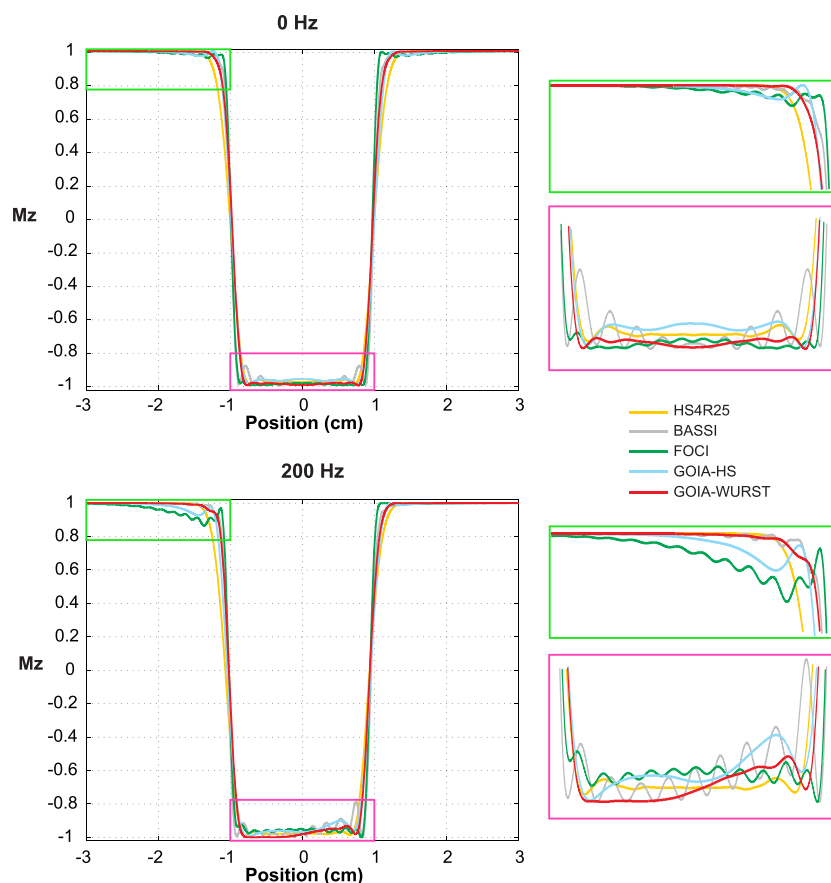 0 Hz
1
0.8
0.6
0.4
0.2
Mz 0
-0.2
-0.4
-0.6
-0.8
-1
-3 -2 -1 0 1 2 3
Position (cm)
HS4R25
BASSI
FOCI
GOIA-HS
GOIA-WURST
200 Hz
1
0.8
0.6
0.4
0.2
Mz 0
-0.2
-0.4
-0.6
-0.8
-1
-3 -2 -1 0 1 2 3
Position (cm)